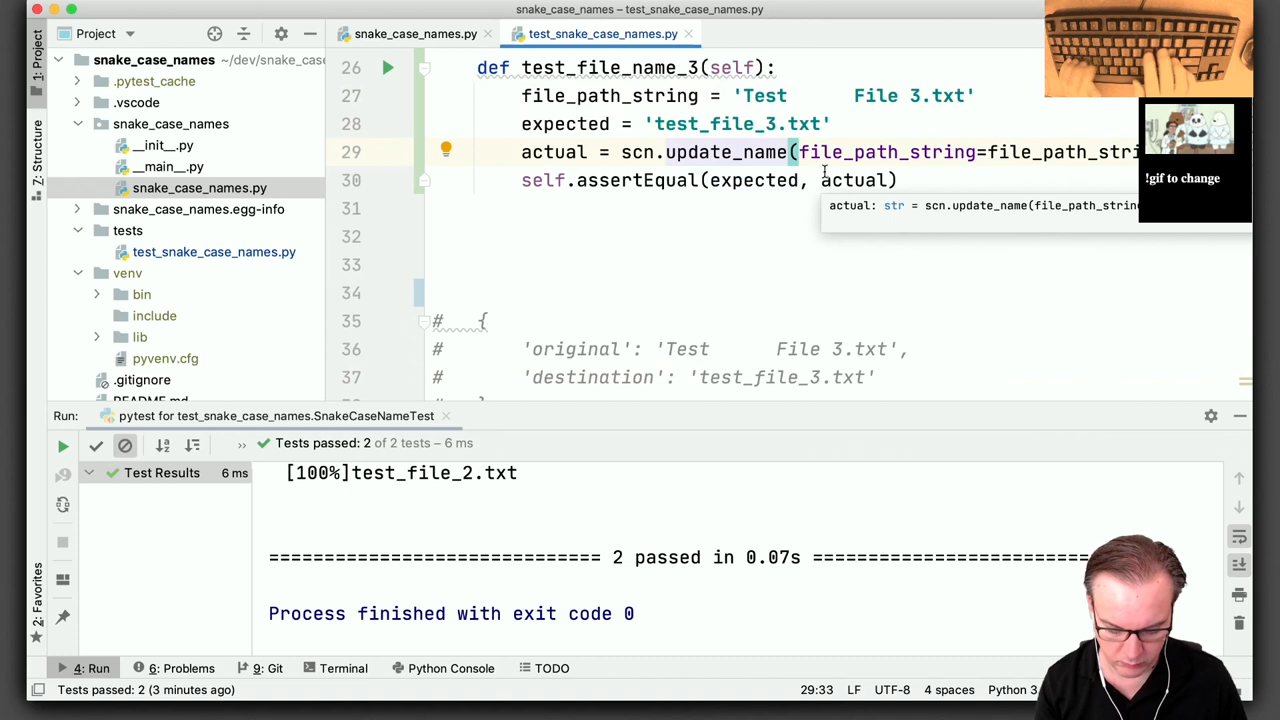 snake_case_names – test_snake_case_names.py
Project
snake_case_names.py
test_snake_case_names.py
1: Project
Z: Structure
2: Favorites
snake_case_names ~/dev/snake_cas
.pytest_cache
.vscode
snake_case_names
__init__.py
__main__.py
snake_case_names.py
snake_case_names.egg-info
tests
test_snake_case_names.py
venv
bin
include
lib
pyvenv.cfg
.gitignore
README.md
26 def test_file_name_3(self):
27 file_path_string = 'Test      File 3.txt'
28 expected = 'test_file_3.txt'
29 actual = scn.update_name(file_path_string=file_path_stri
30 self.assertEqual(expected, actual)
actual: str = scn.update_name(file_path_string
31
32
33
34
35 # {
36 # 'original': 'Test      File 3.txt',
37 # 'destination': 'test_file_3.txt'
# }
!gif to change
Run: pytest for test_snake_case_names.SnakeCaseNameTest
» Tests passed: 2 of 2 tests – 6 ms
Test Results 6 ms
[100%]test_file_2.txt
============================ 2 passed in 0.07s =========================
Process finished with exit code 0
4: Run
6: Problems
9: Git
Terminal
Python Console
TODO
Tests passed: 2 (3 minutes ago)
29:33 LF UTF-8 4 spaces Python 3.